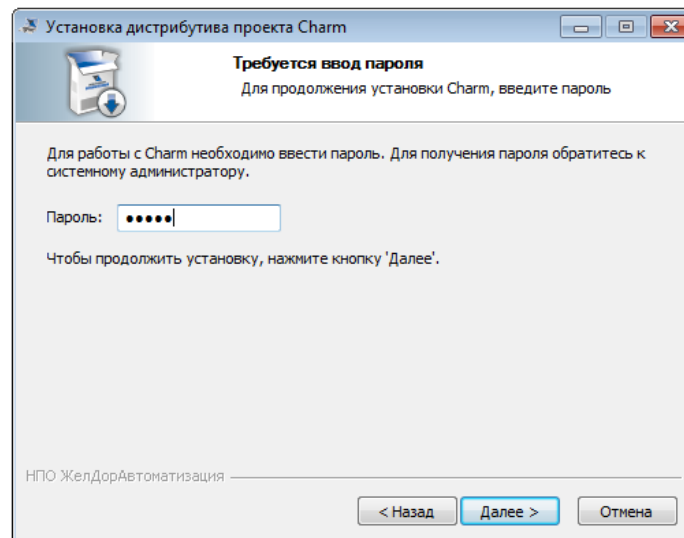 Установка дистрибутива проекта Charm
Требуется ввод пароля
Для продолжения установки Charm, введите пароль
Для работы с Charm необходимо ввести пароль. Для получения пароля обратитесь к
системному администратору.
Пароль: •••••
Чтобы продолжить установку, нажмите кнопку 'Далее'.
НПО ЖелДорАвтоматизация
< Назад Далее > Отмена